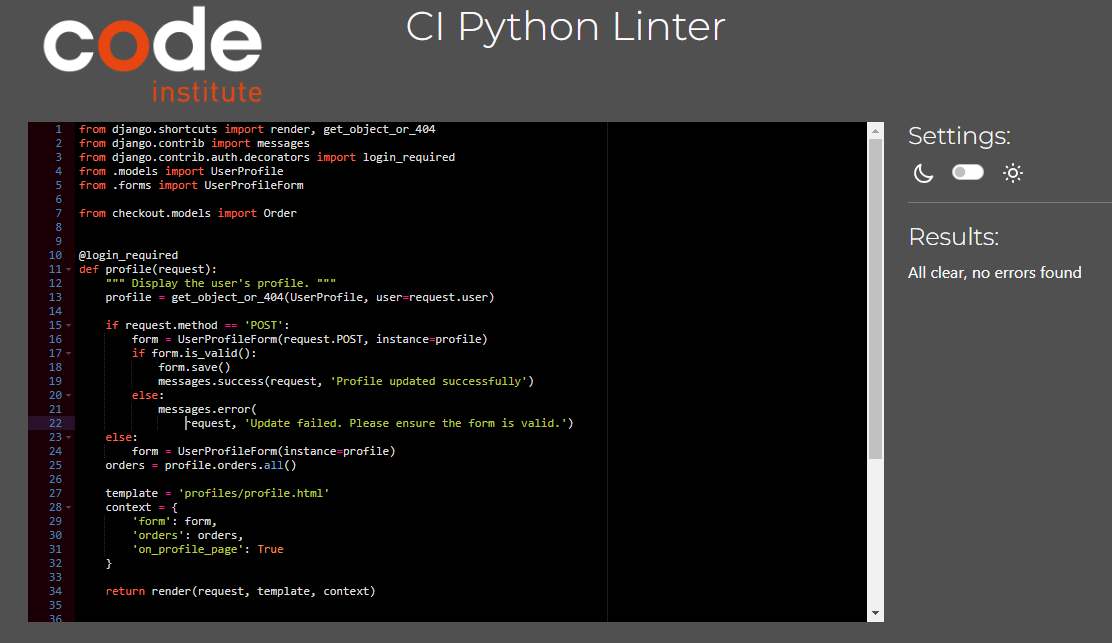 code
institute
CI Python Linter
1 from django.shortcuts import render, get_object_or_404
2 from django.contrib import messages
3 from django.contrib.auth.decorators import login_required
4 from .models import UserProfile
5 from .forms import UserProfileForm
6
7 from checkout.models import Order
8
9
10 @login_required
11 def profile(request):
12     """ Display the user's profile. """
13     profile = get_object_or_404(UserProfile, user=request.user)
14
15     if request.method == 'POST':
16         form = UserProfileForm(request.POST, instance=profile)
17         if form.is_valid():
18             form.save()
19             messages.success(request, 'Profile updated successfully')
20         else:
21             messages.error(
22                 request, 'Update failed. Please ensure the form is valid.')
23     else:
24         form = UserProfileForm(instance=profile)
25     orders = profile.orders.all()
26
27     template = 'profiles/profile.html'
28     context = {
29         'form': form,
30         'orders': orders,
31         'on_profile_page': True
32     }
33
34     return render(request, template, context)
35
36
Settings:
Results:
All clear, no errors found